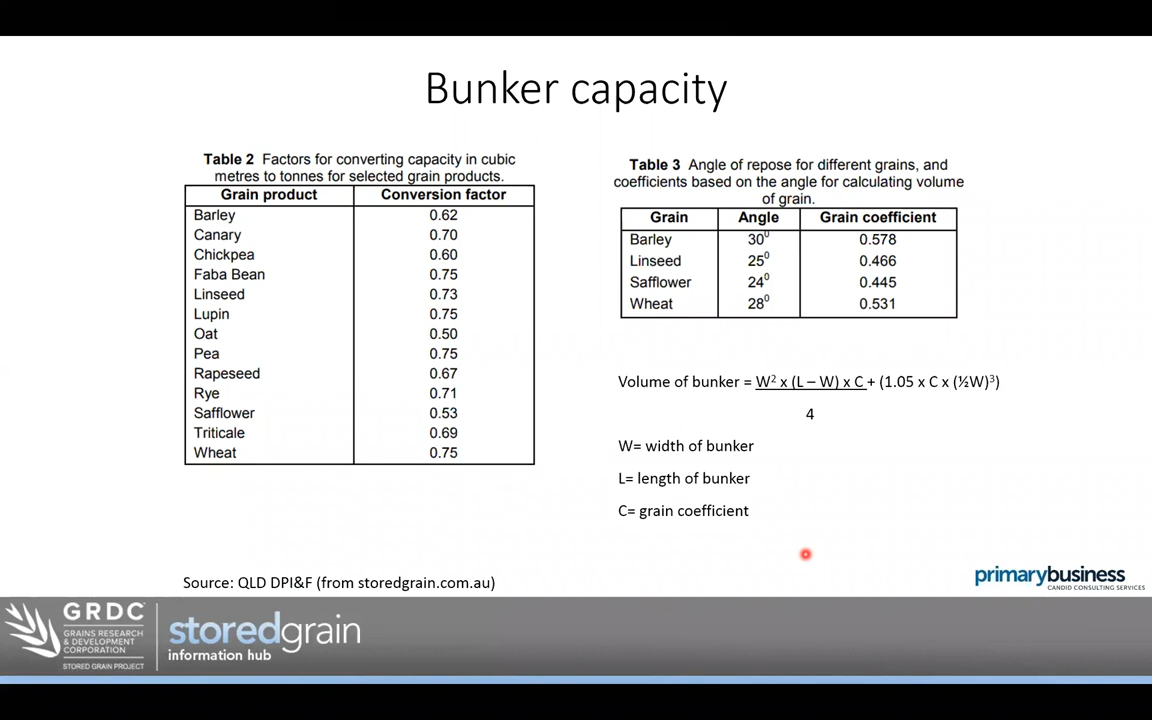 Bunker capacity
Table 2 Factors for converting capacity in cubic
metres to tonnes for selected grain products.
Grain product Conversion factor
Barley 0.62
Canary 0.70
Chickpea 0.60
Faba Bean 0.75
Linseed 0.73
Lupin 0.75
Oat 0.50
Pea 0.75
Rapeseed 0.67
Rye 0.71
Safflower 0.53
Triticale 0.69
Wheat 0.75
Table 3 Angle of repose for different grains, and
coefficients based on the angle for calculating volume
of grain.
Grain Angle Grain coefficient
Barley 30⁰ 0.578
Linseed 25⁰ 0.466
Safflower 24⁰ 0.445
Wheat 28⁰ 0.531
Volume of bunker = W² x (L – W) x C + (1.05 x C x (½W)³)
4
W= width of bunker
L= length of bunker
C= grain coefficient
Source: QLD DPI&F (from storedgrain.com.au)
primarybusiness
CANDID CONSULTING SERVICES
GRDC
GRAINS RESEARCH
& DEVELOPMENT
CORPORATION
STORED GRAIN PROJECT
storedgrain
information hub